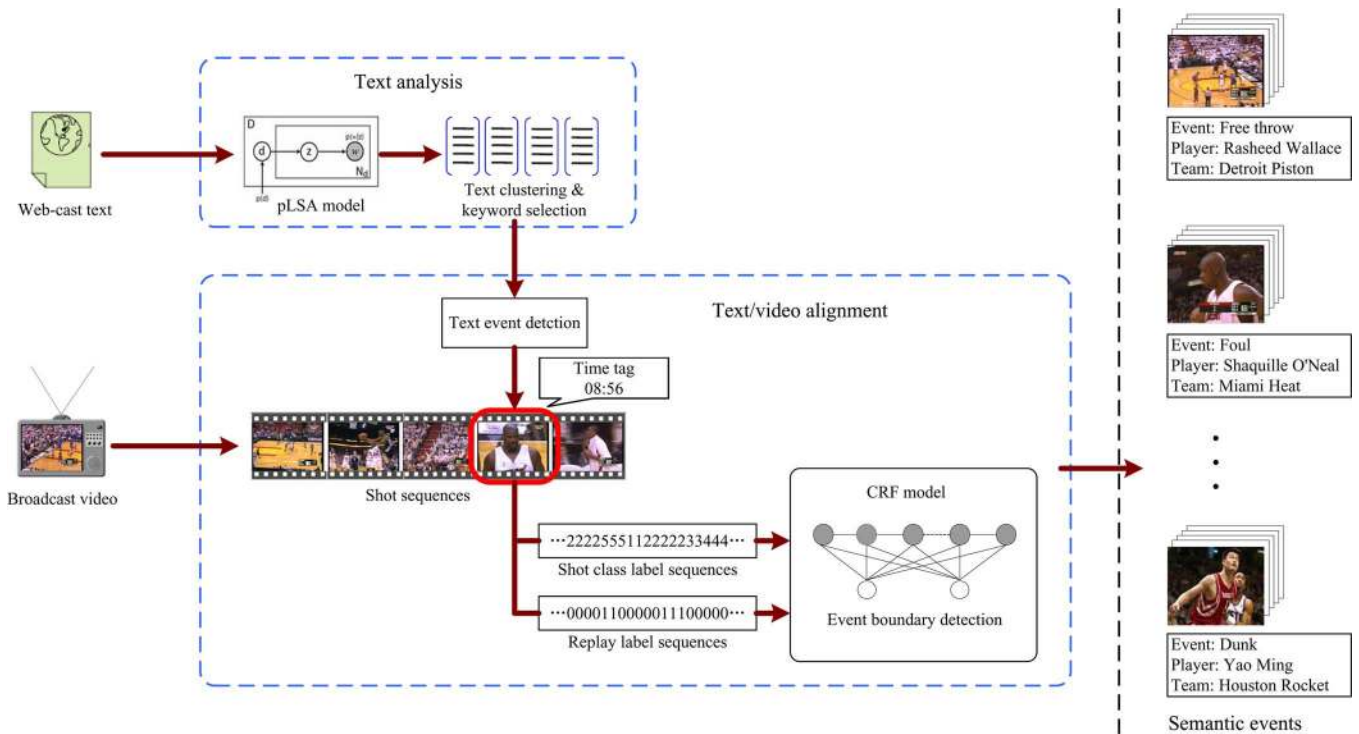 Text analysis
Web-cast text
D
d
z
w
N_d
p(d)
pLSA model
Text clustering &
keyword selection
Text event detction
Text/video alignment
Time tag
08:56
Broadcast video
Shot sequences
···2222555112222233444···
Shot class label sequences
···0000110000011100000···
Replay label sequences
CRF model
Event boundary detection
Event: Free throw
Player: Rasheed Wallace
Team: Detroit Piston
Event: Foul
Player: Shaquille O'Neal
Team: Miami Heat
Event: Dunk
Player: Yao Ming
Team: Houston Rocket
Semantic events